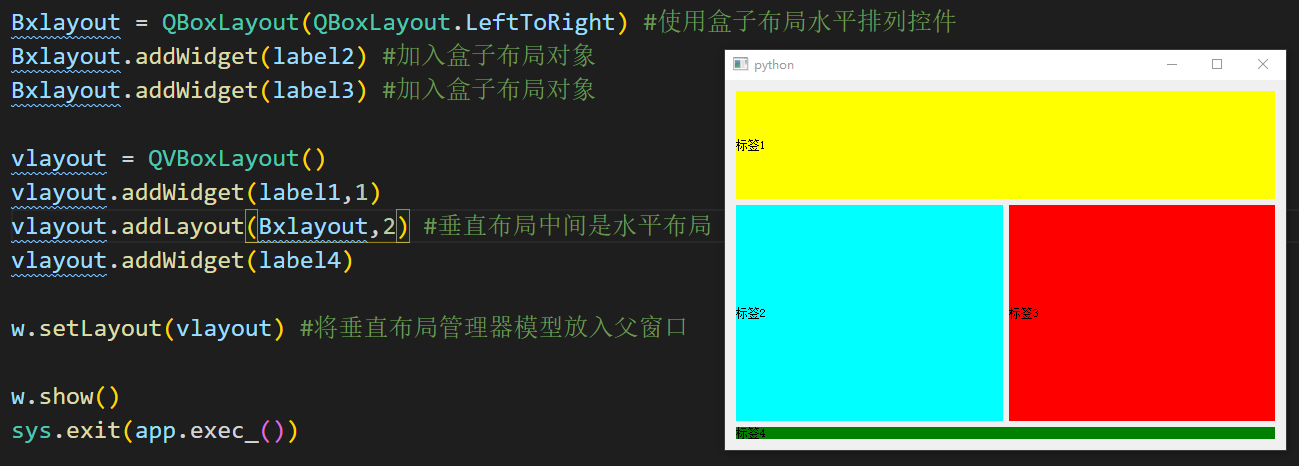 Bxlayout = QBoxLayout(QBoxLayout.LeftToRight) #使用盒子布局水平排列控件
Bxlayout.addWidget(label2) #加入盒子布局对象
Bxlayout.addWidget(label3) #加入盒子布局对象
vlayout = QVBoxLayout()
vlayout.addWidget(label1,1)
vlayout.addLayout(Bxlayout,2) #垂直布局中间是水平布局
vlayout.addWidget(label4)
w.setLayout(vlayout) #将垂直布局管理器模型放入父窗口
w.show()
sys.exit(app.exec_())
python
标签1
标签2
标签3
标签4